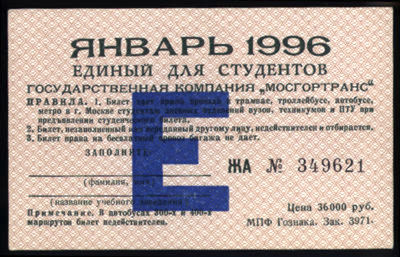 ЯНВАРЬ 1996
ЕДИНЫЙ ДЛЯ СТУДЕНТОВ
ГОСУДАРСТВЕННАЯ КОМПАНИЯ „МОСГОРТРАНС"
ПРАВИЛА. 1. Билет дает право проезда в трамвае, троллейбусе, автобусе,
метро в г. Москве студентам дневных отделений вузов, техникумов и ПТУ при
предъявлении студенческого билета.
2. Билет, незаполненный или переданный другому лицу, недействителен и отбирается.
3. Билет права на бесплатный провоз багажа не дает.
ЗАПОЛНИТЬ
ЖА № 349621
(фамилия, имя)
(название учебного заведения)
Примечание. В автобусах 300-х и 400-х
маршрутов билет недействителен.
Цена 36000 руб.
МПФ Гознака. Зак. 3971.
Е